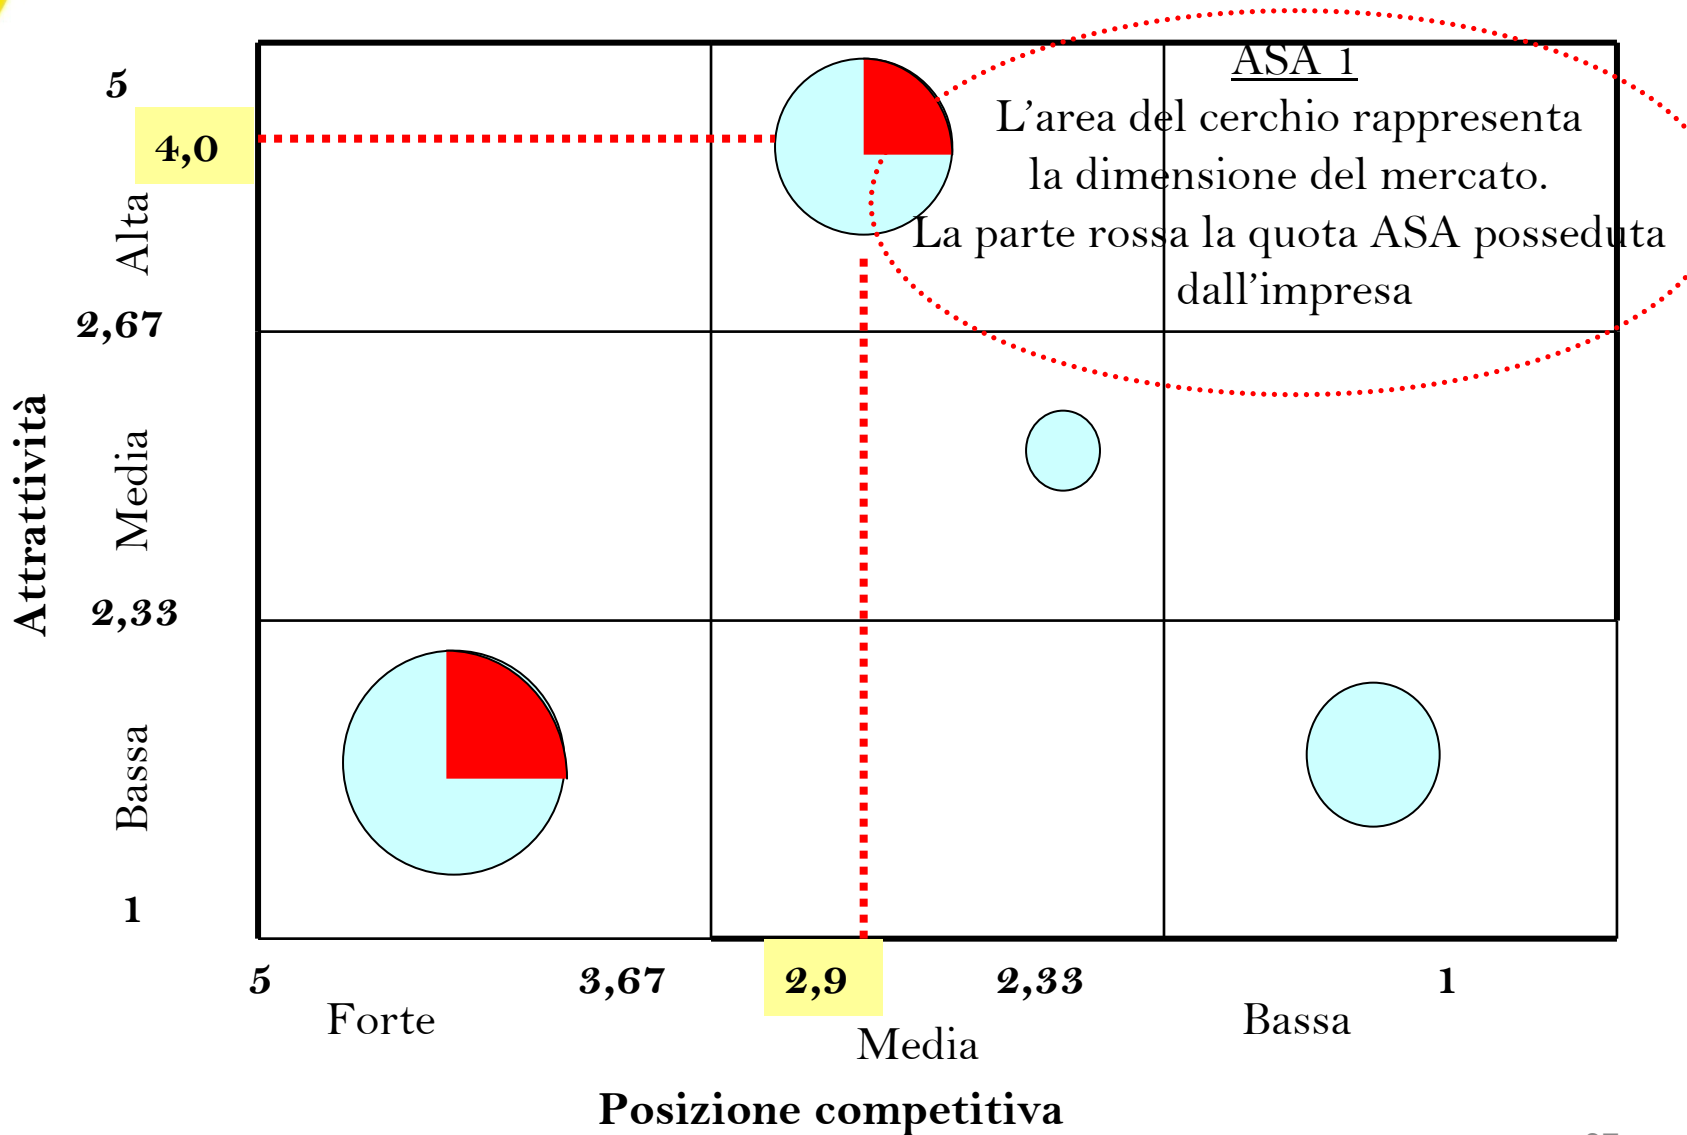 ASA 1
L’area del cerchio rappresenta
la dimensione del mercato.
La parte rossa la quota ASA posseduta
dall’impresa
5
4,0
Alta
2,67
Attrattività
Media
2,33
Bassa
1
5 3,67 2,9 2,33 1
Forte Media Bassa
Posizione competitiva